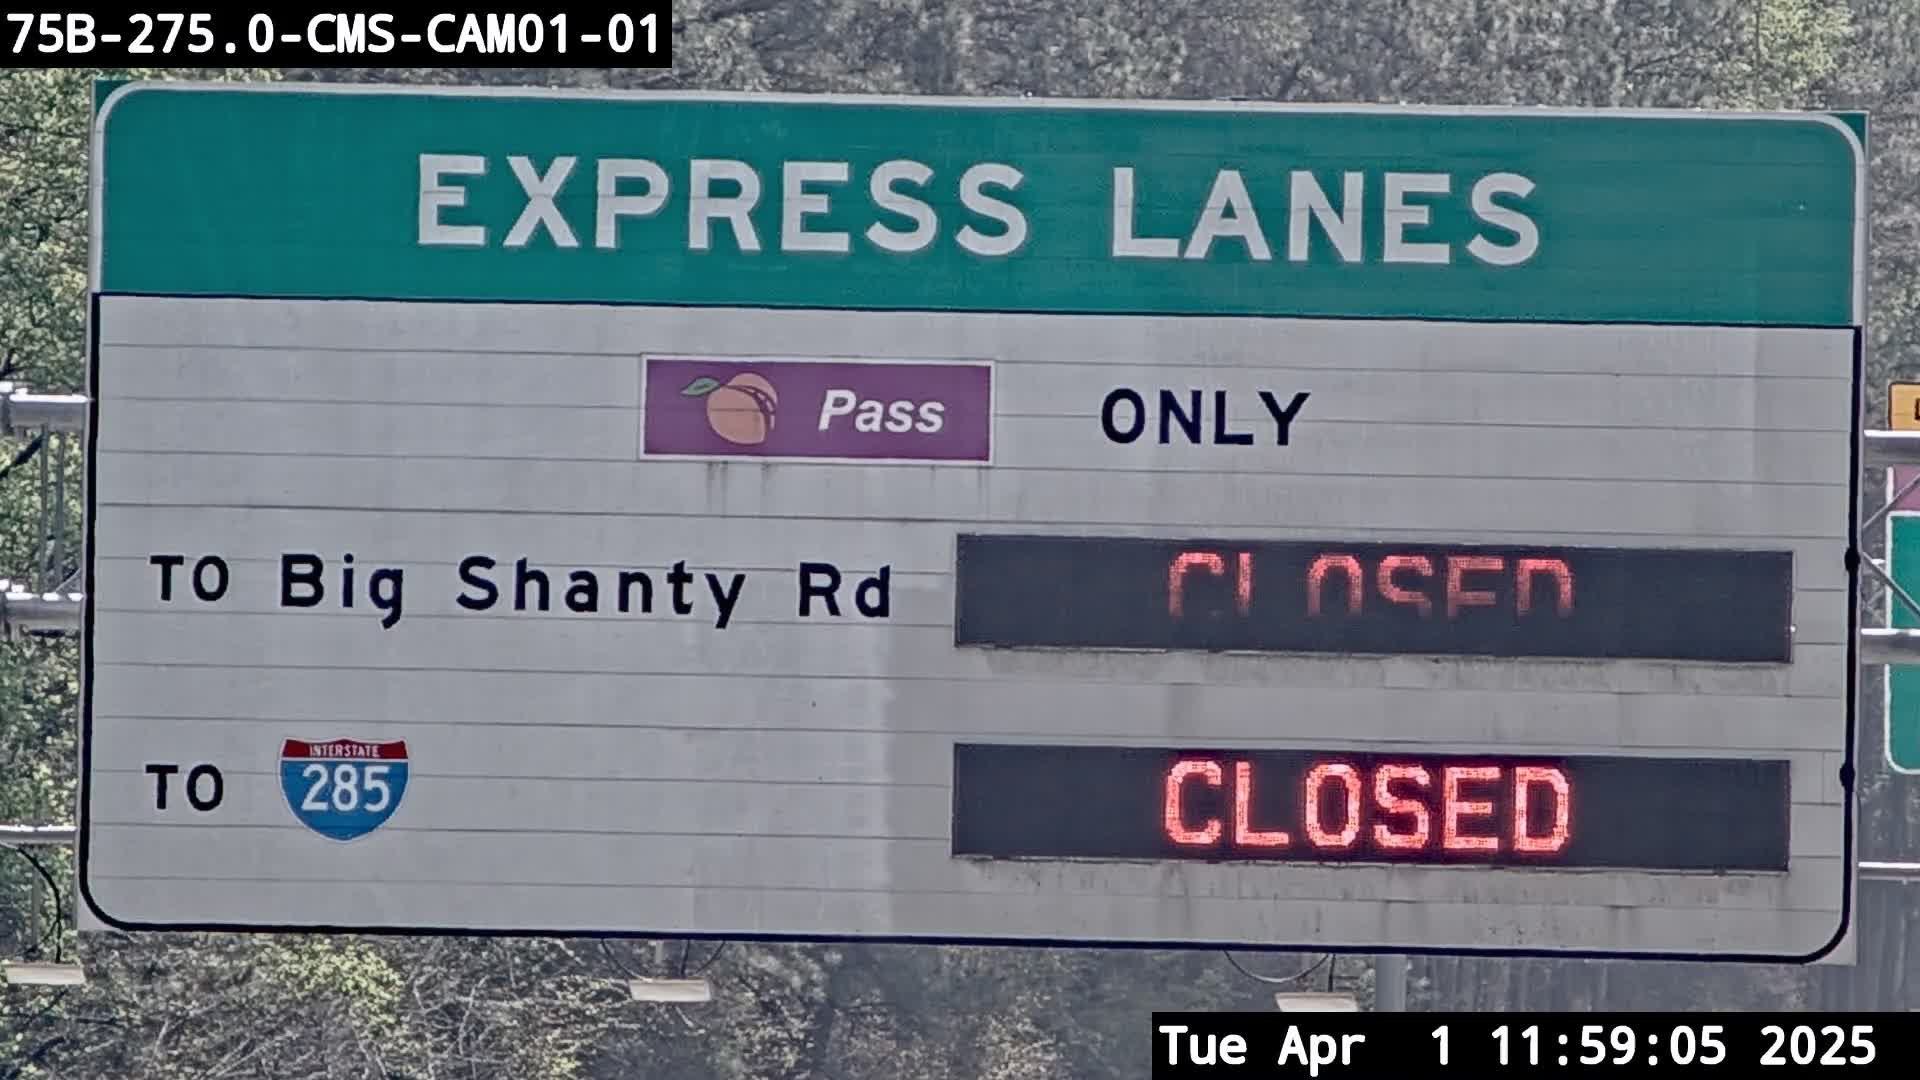 75B-275.0-CMS-CAM01-01
EXPRESS LANES
Pass ONLY
TO Big Shanty Rd CLOSED
TO INTERSTATE 285 CLOSED
Tue Apr 1 11:59:05 2025